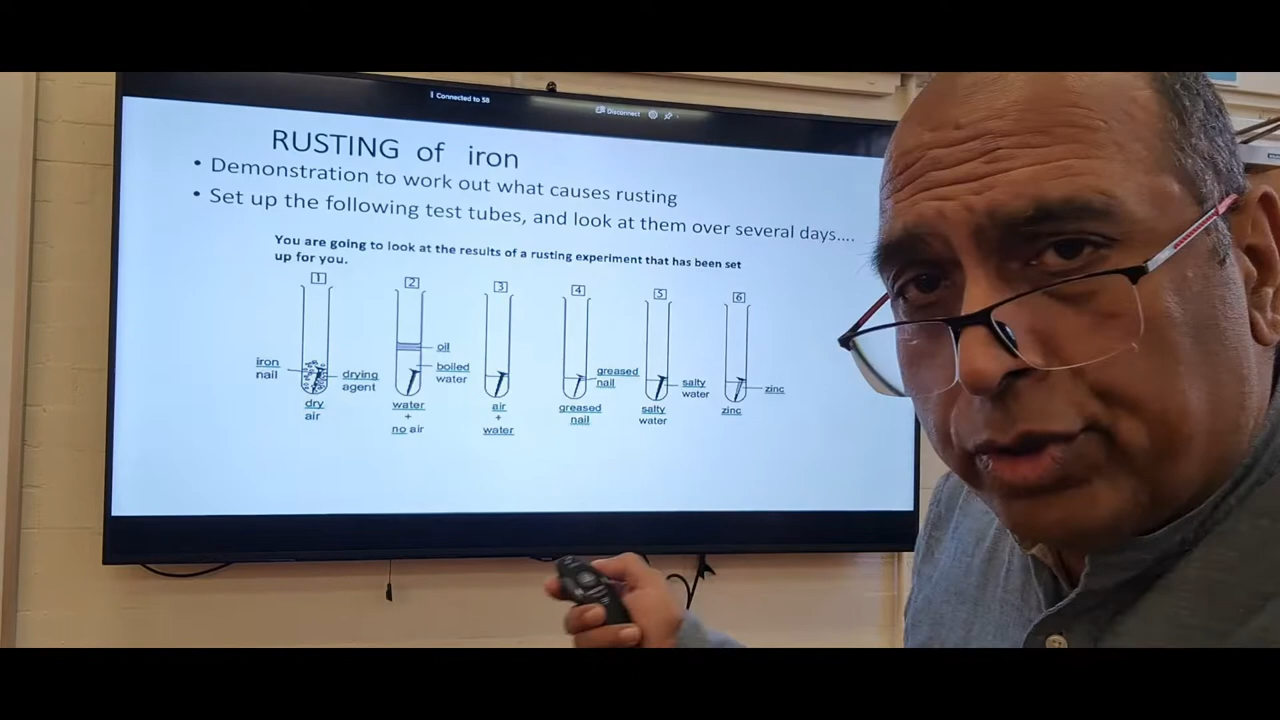 Connected to 58
Disconnect
RUSTING of iron
• Demonstration to work out what causes rusting
• Set up the following test tubes, and look at them over several days....
You are going to look at the results of a rusting experiment that has been set
up for you.
1
2
3
4
5
6
iron
nail
drying
agent
dry
air
oil
boiled
water
water
+
no air
air
+
water
greased
nail
greased
nail
salty
water
salty
water
zinc
zinc